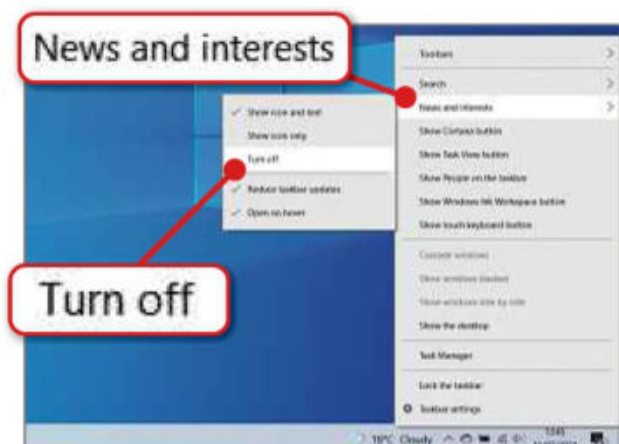 News and interests
Toolbars
Search
News and interests
Show Cortana button
Show Task View button
Show People on the taskbar
Show Windows Ink Workspace button
Show touch keyboard button
Cascade windows
Show windows stacked
Show windows side by side
Show the desktop
Task Manager
Lock the taskbar
Taskbar settings
Show icon and text
Show icon only
Turn off
Reduce taskbar updates
Open on hover
Turn off
Cloudy
13:45